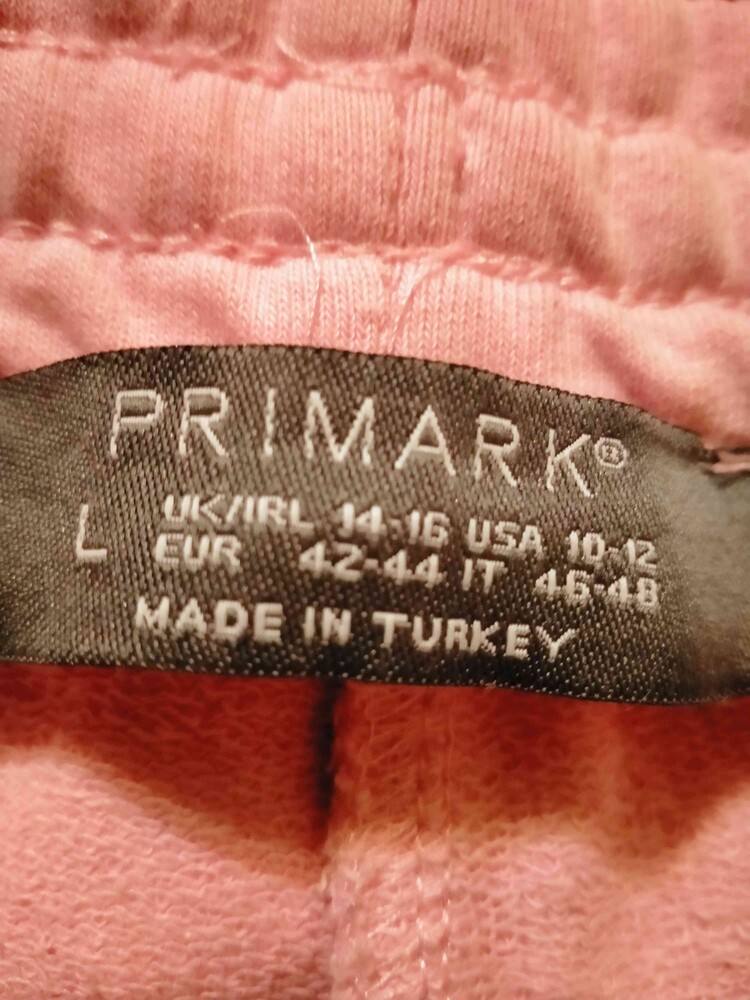 PRIMARK®
L UK/IRL 14-16 USA 10-12
EUR 42-44 IT 46-48
MADE IN TURKEY